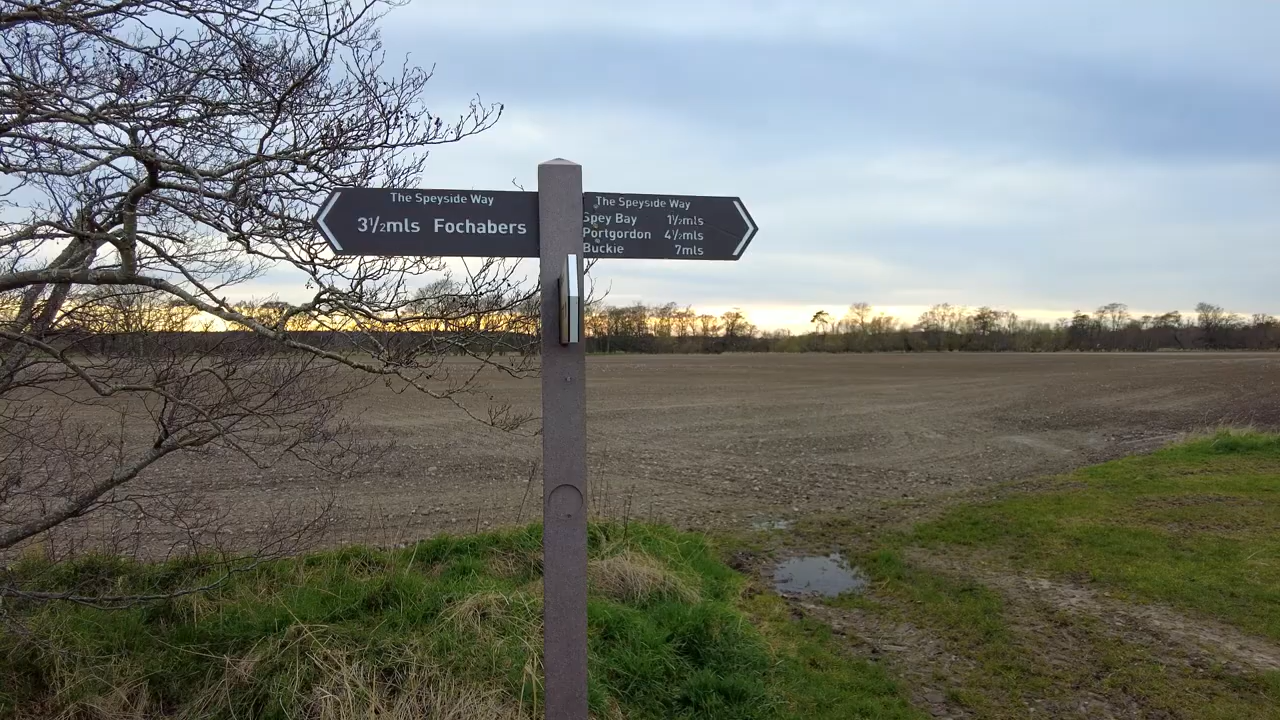 The Speyside Way
3½mls Fochabers
The Speyside Way
Spey Bay 1½mls
Portgordon 4½mls
Buckie 7mls